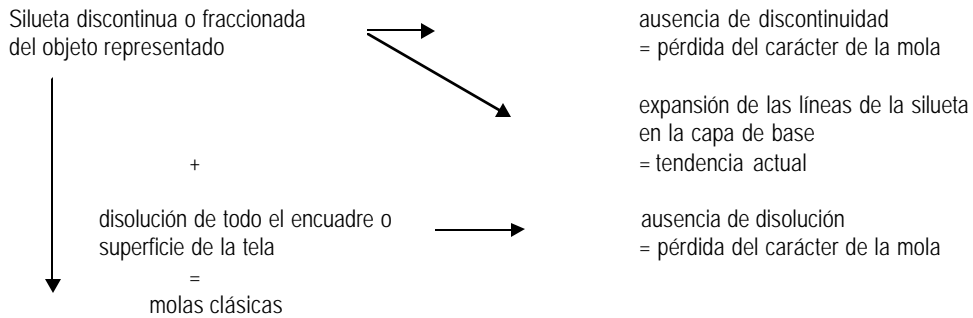 Silueta discontinua o fraccionada
del objeto representado
ausencia de discontinuidad
= pérdida del carácter de la mola
expansión de las líneas de la silueta
en la capa de base
= tendencia actual
+
disolución de todo el encuadre o
superficie de la tela
ausencia de disolución
= pérdida del carácter de la mola
=
molas clásicas